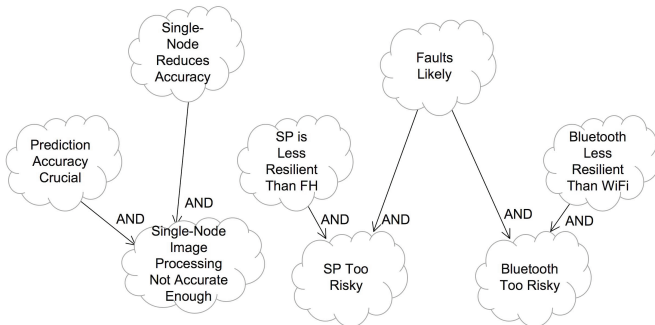 Single-
Node
Reduces
Accuracy
Faults
Likely
Prediction
Accuracy
Crucial
SP is
Less
Resilient
Than FH
Bluetooth
Less
Resilient
Than WiFi
AND
AND
AND
AND
AND
AND
Single-Node
Image
Processing
Not Accurate
Enough
SP Too
Risky
Bluetooth
Too Risky